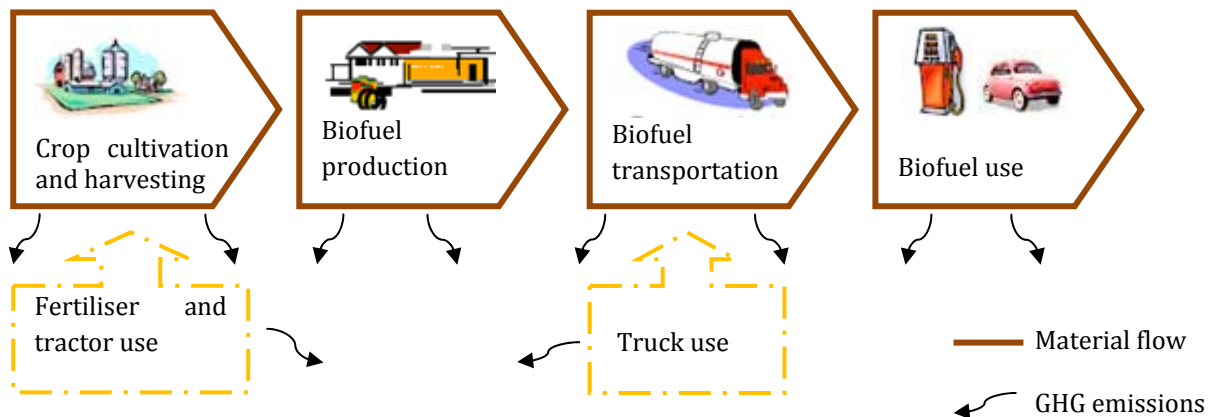 Crop cultivation
and harvesting
Biofuel
production
Biofuel
transportation
Biofuel use
Fertiliser and
tractor use
Truck use
Material flow
GHG emissions